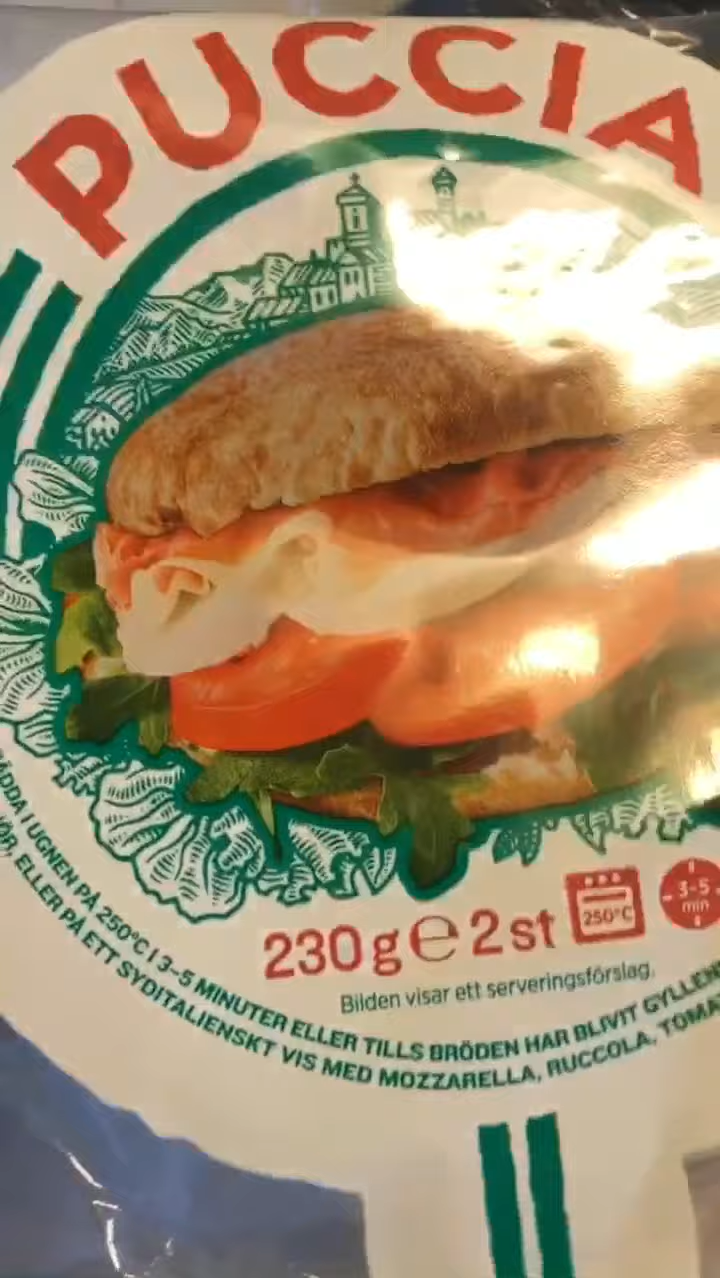 PUCCIA
230 g e 2 st
250°C
3-5
min
Bilden visar ett serveringsförslag.
I UGNEN PÅ 250°C I 3-5 MINUTER ELLER TILLS BRÖDEN HAR BLIVIT
ELLER PÅ ETT SYDITALIENSKT VIS MED MOZZARELLA, RUCCOLA,